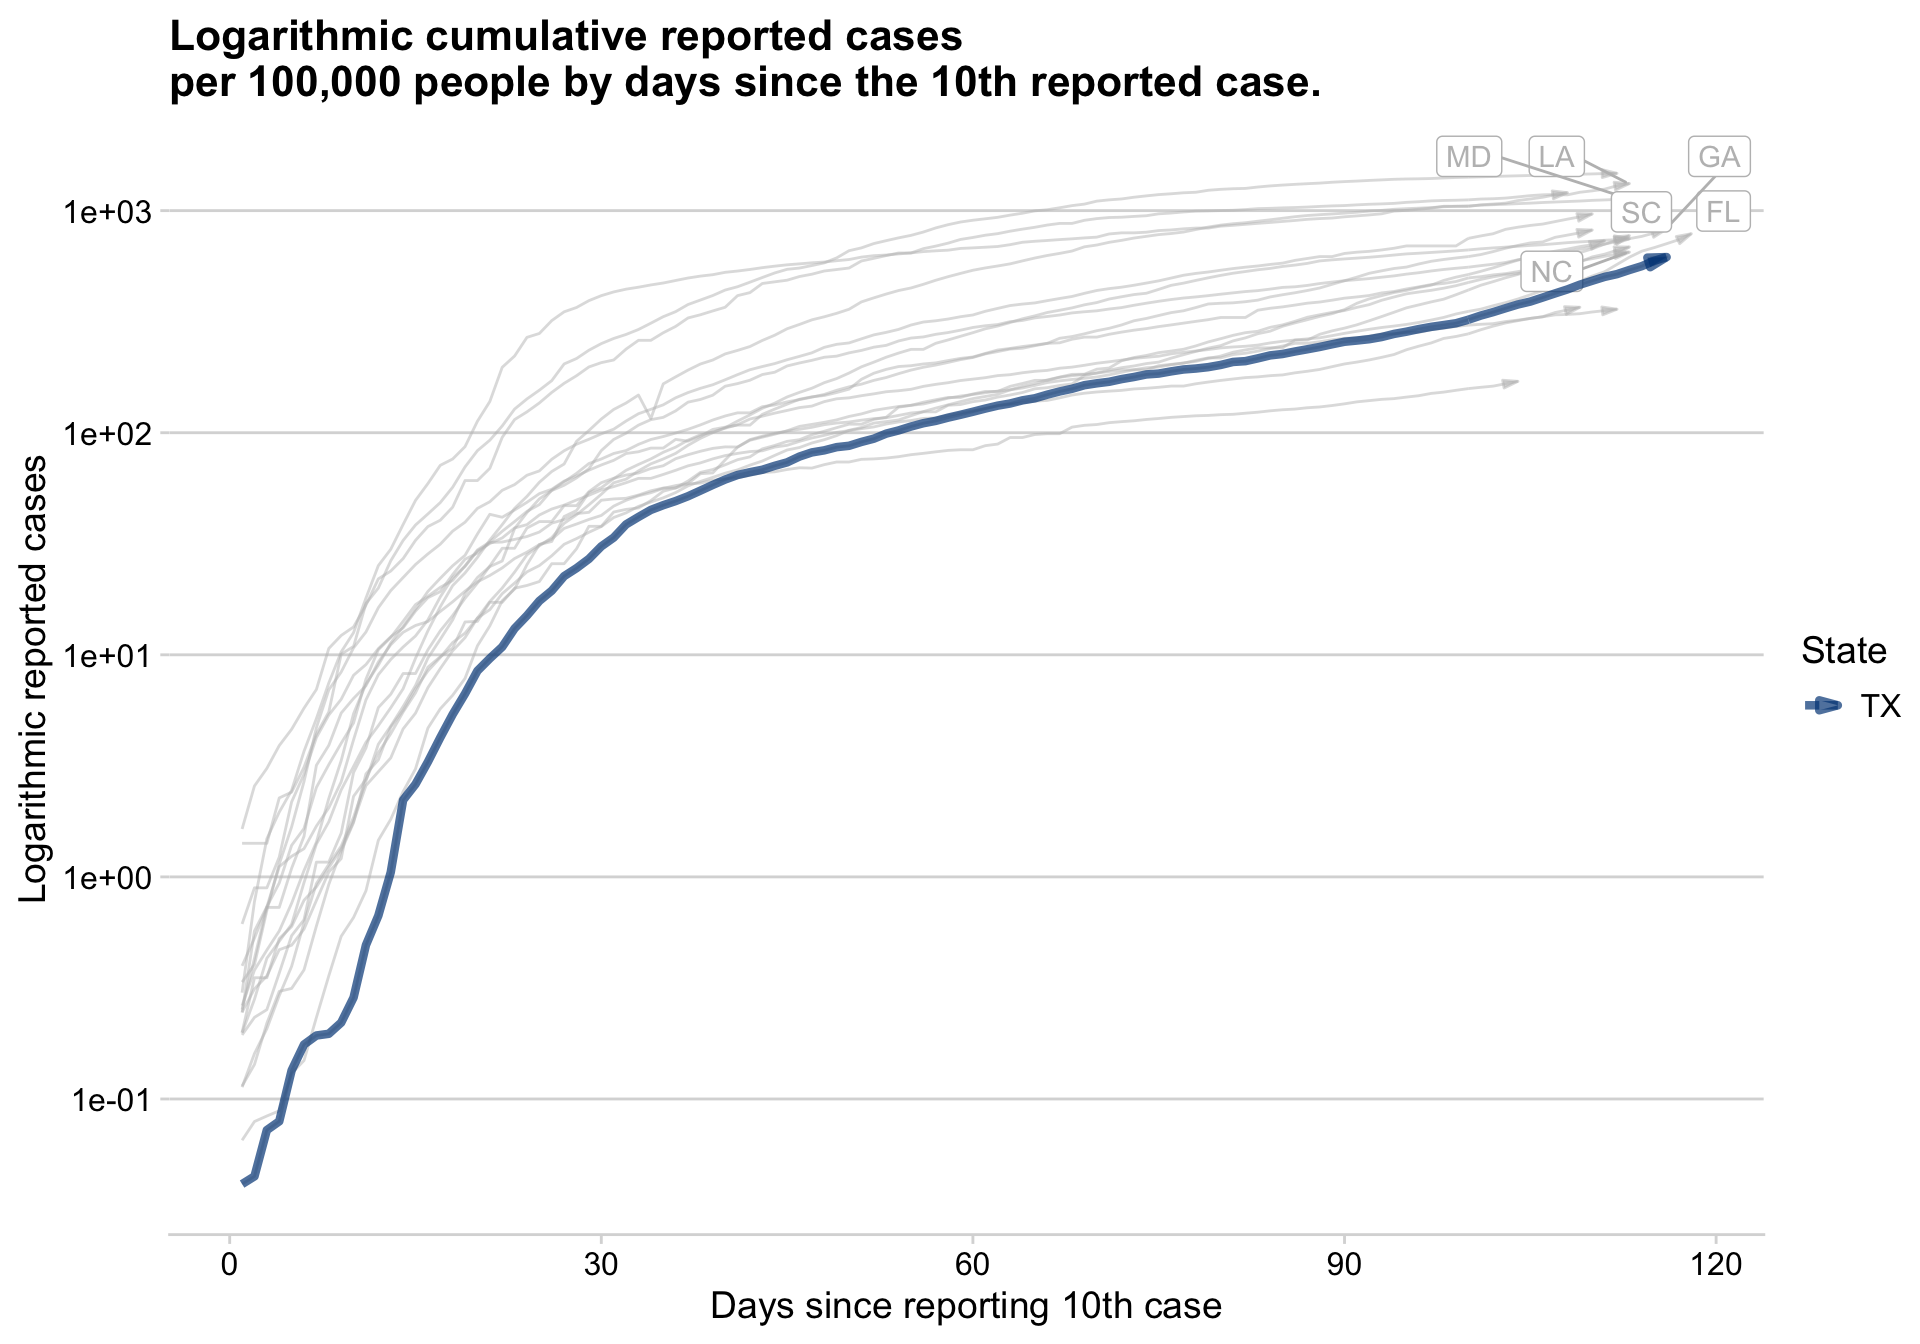 Logarithmic cumulative reported cases
per 100,000 people by days since the 10th reported case.
MD
LA
GA
SC
FL
NC
1e+03
1e+02
1e+01
1e+00
1e-01
Logarithmic reported cases
State
TX
0
30
60
90
120
Days since reporting 10th case